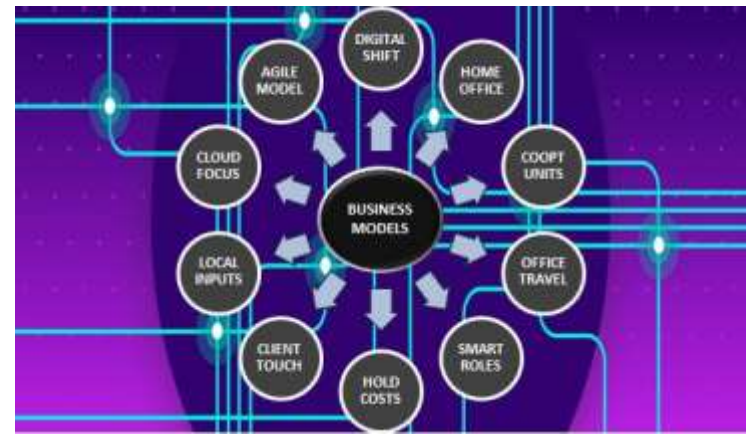 DIGITAL
SHIFT
AGILE
MODEL
HOME
OFFICE
CLOUD
FOCUS
COOPT
UNITS
BUSINESS
MODELS
LOCAL
INPUTS
OFFICE
TRAVEL
CLIENT
TOUCH
SMART
ROLES
HOLD
COSTS